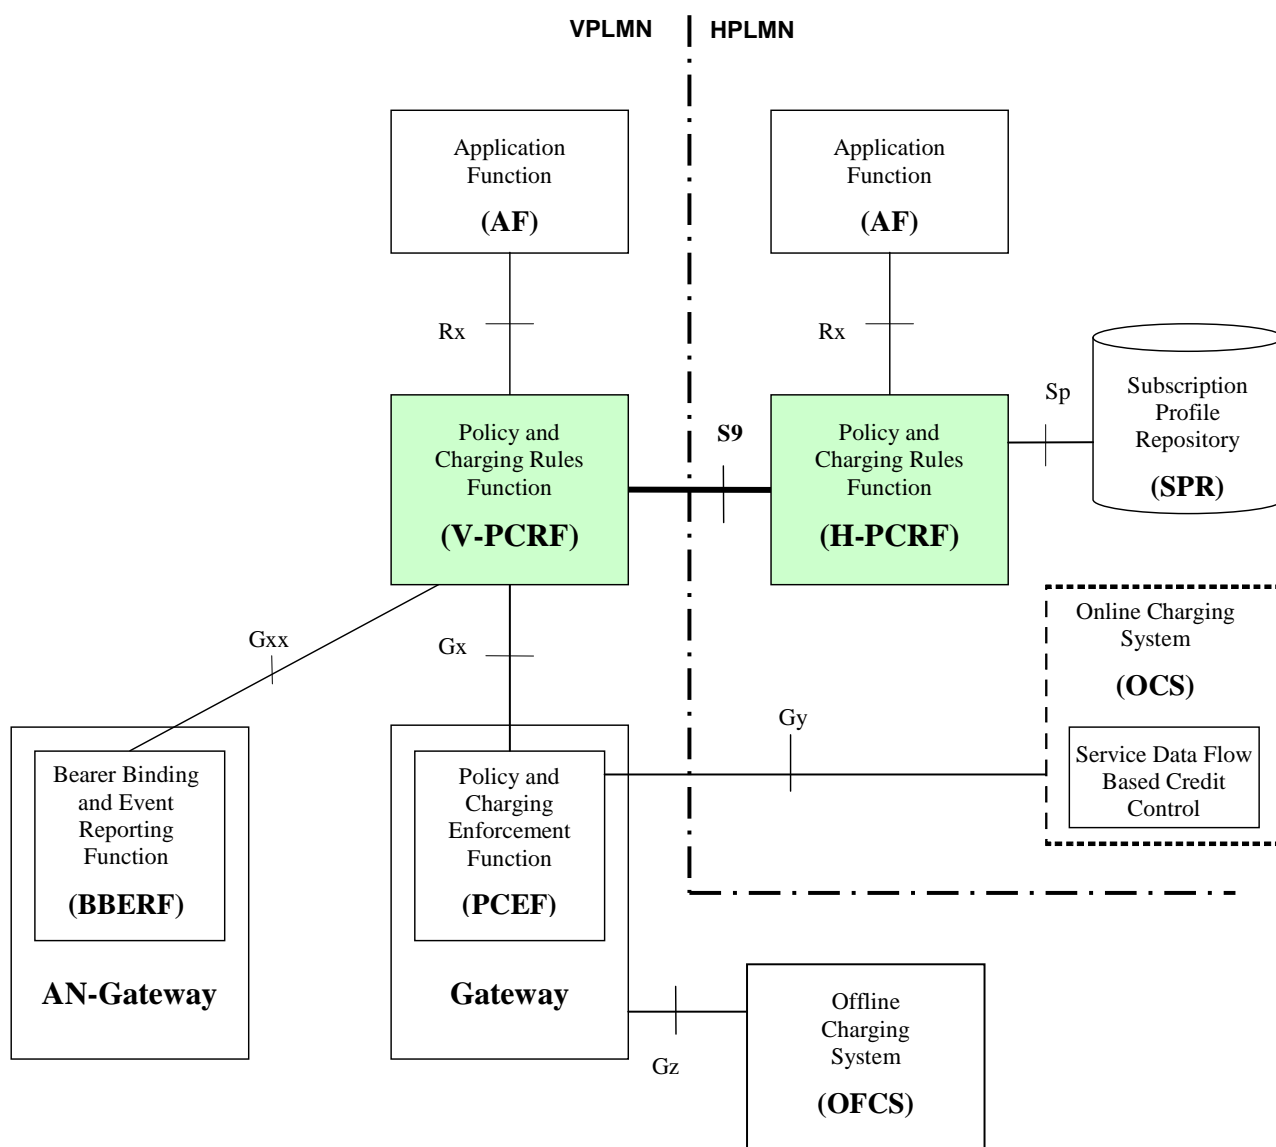 VPLMN
HPLMN
Application
Function
(AF)
Application
Function
(AF)
Rx
Rx
Sp
Subscription
Profile
Repository
(SPR)
Policy and
Charging Rules
Function
(V-PCRF)
S9
Policy and
Charging Rules
Function
(H-PCRF)
Gxx
Gx
Online Charging
System
(OCS)
Gy
Service Data Flow
Based Credit
Control
Bearer Binding
and Event
Reporting
Function
(BBERF)
AN-Gateway
Policy and
Charging
Enforcement
Function
(PCEF)
Gateway
Gz
Offline
Charging
System
(OFCS)